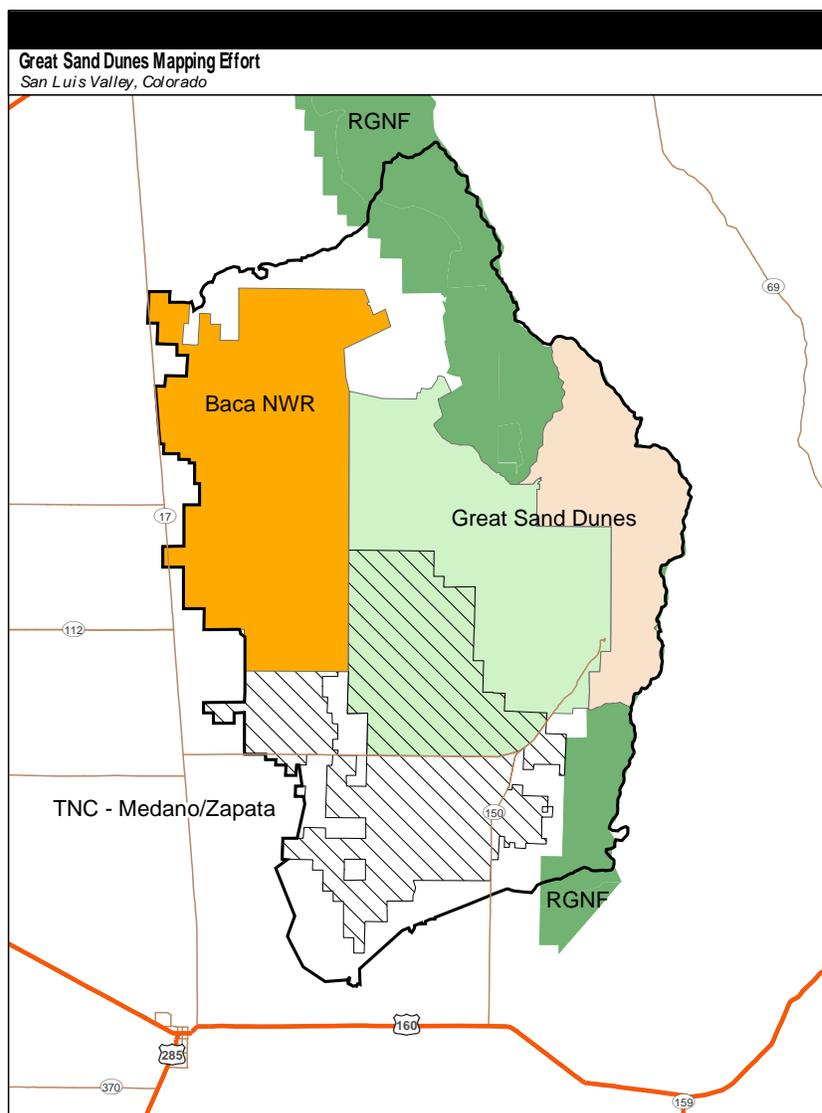 Great Sand Dunes Mapping Effort
San Luis Valley, Colorado
RGNF
69
Baca NWR
17
Great Sand Dunes
112
TNC - Medano/Zapata
150
RGNF
160
285
370
159